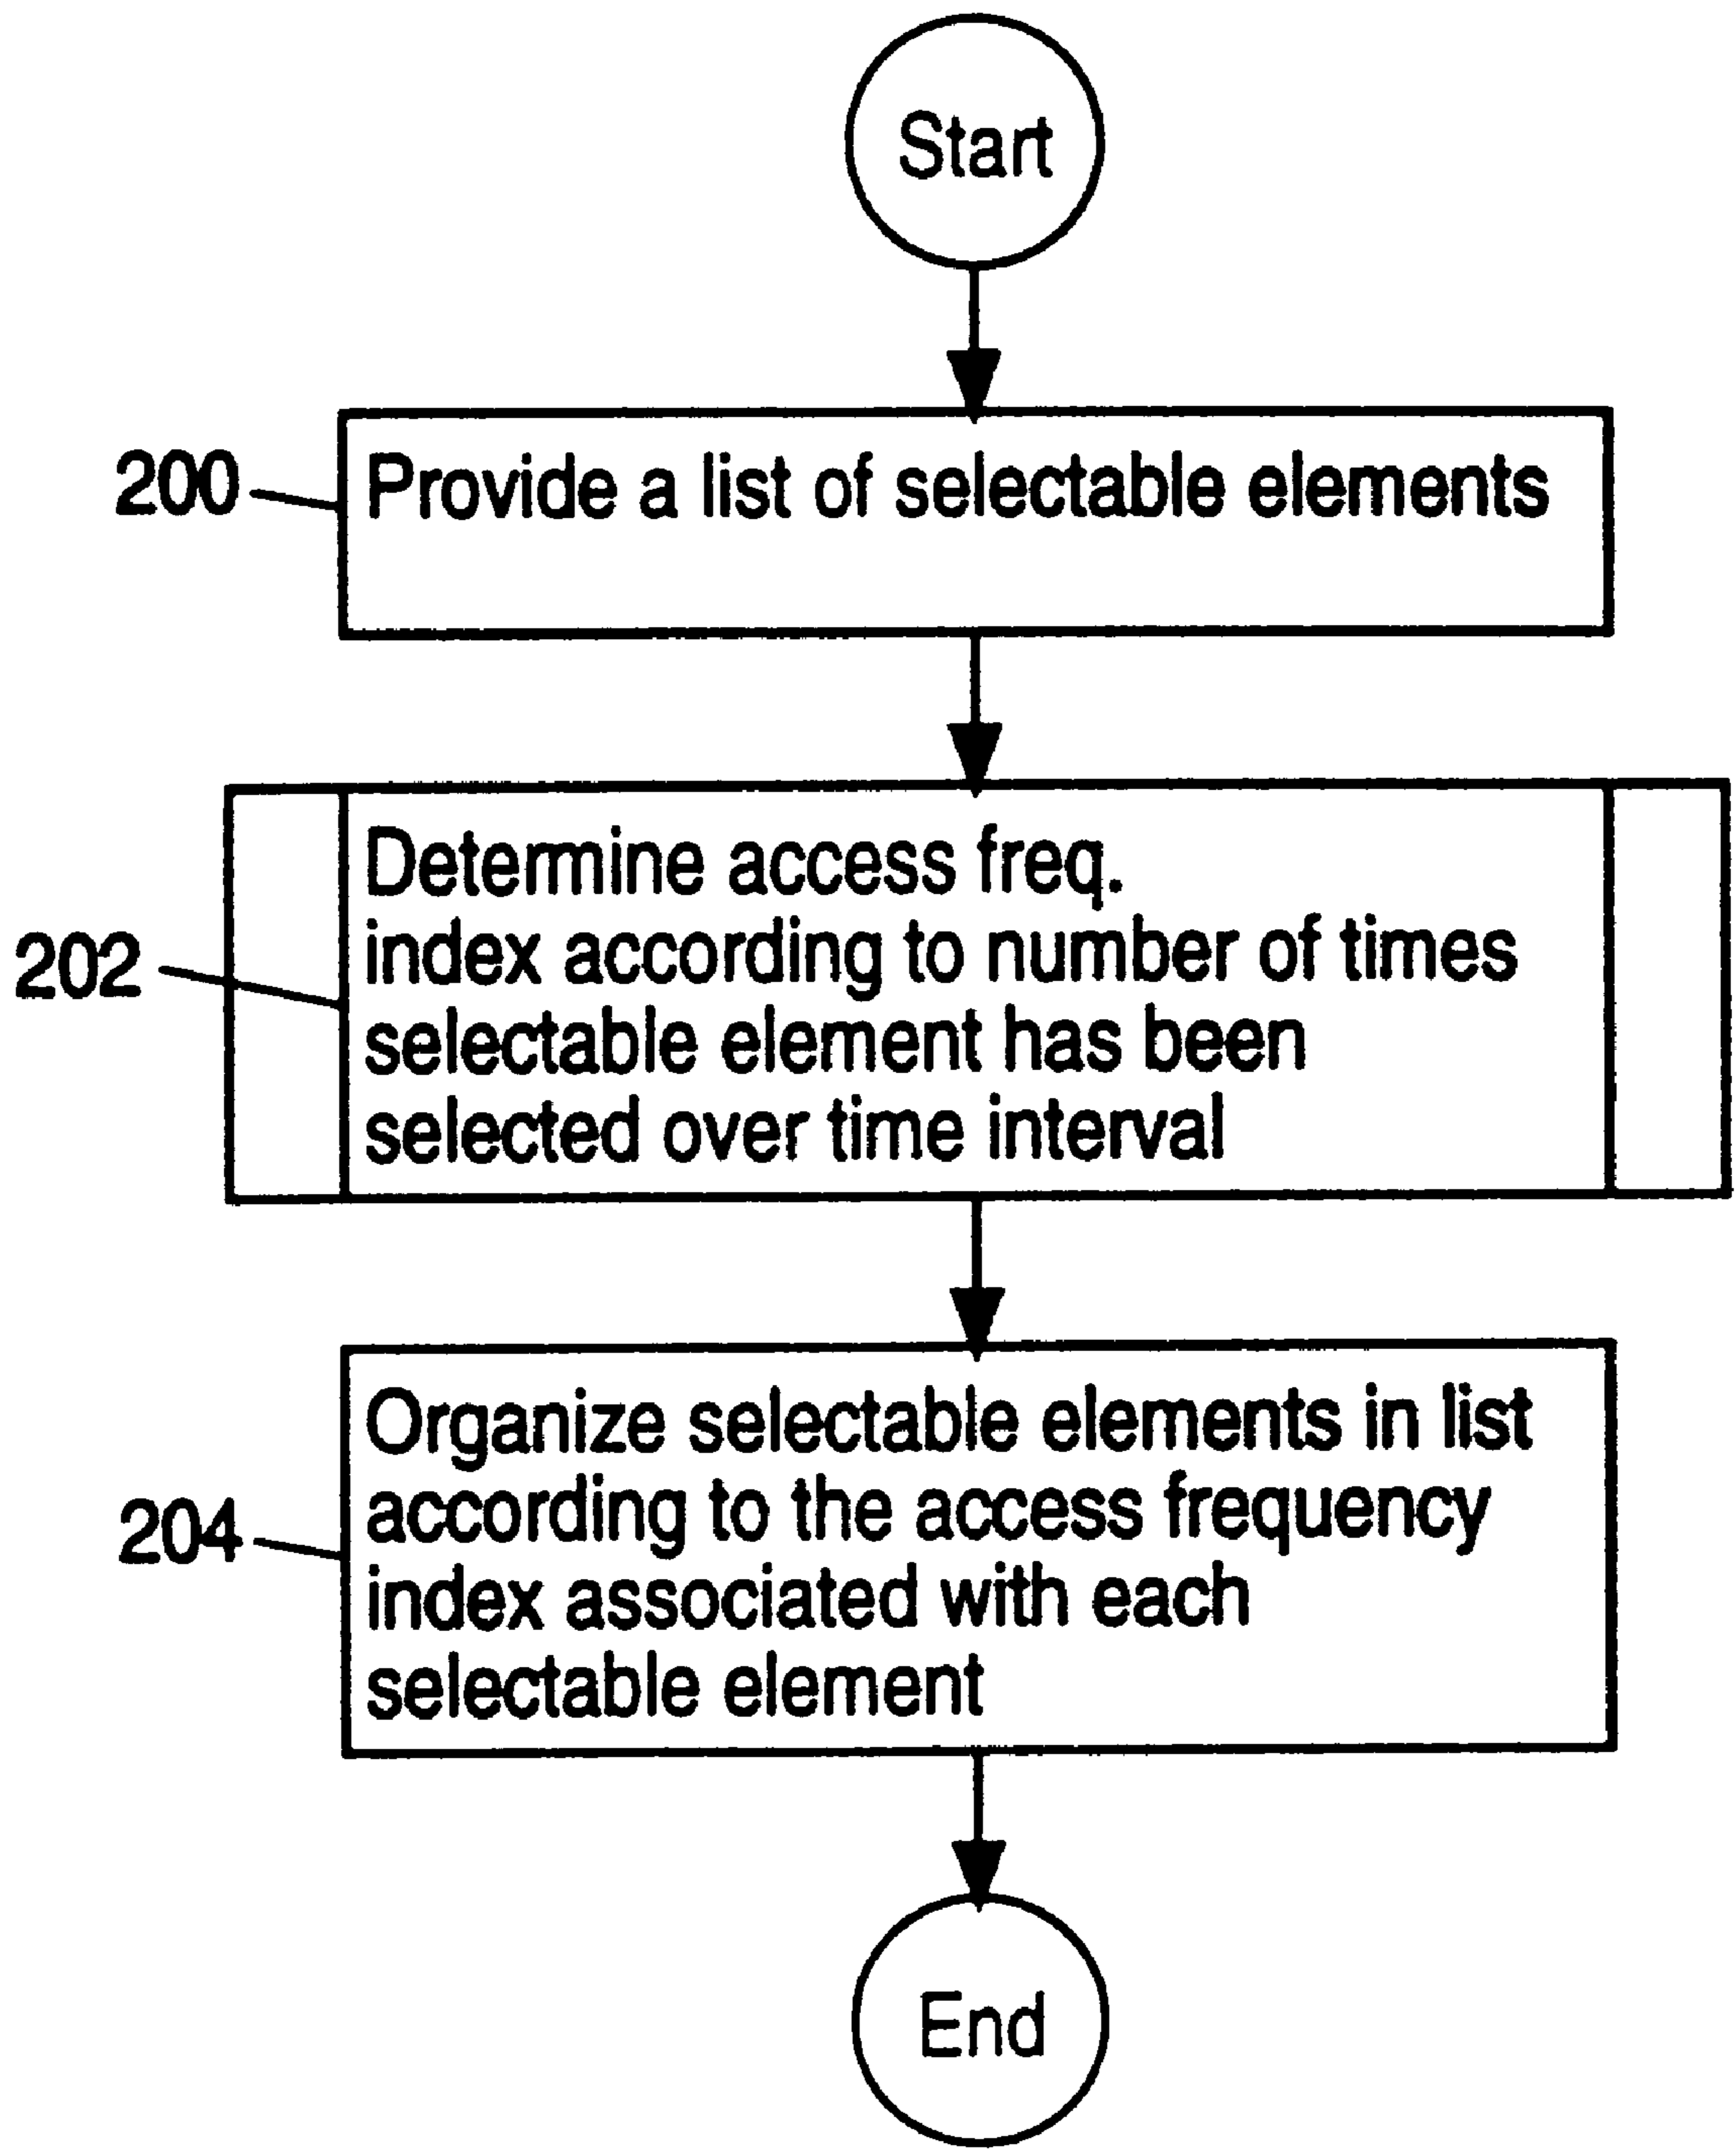 Start
200
Provide a list of selectable elements
202
Determine access freq.
index according to number of times
selectable element has been
selected over time interval
204
Organize selectable elements in list
according to the access frequency
index associated with each
selectable element
End